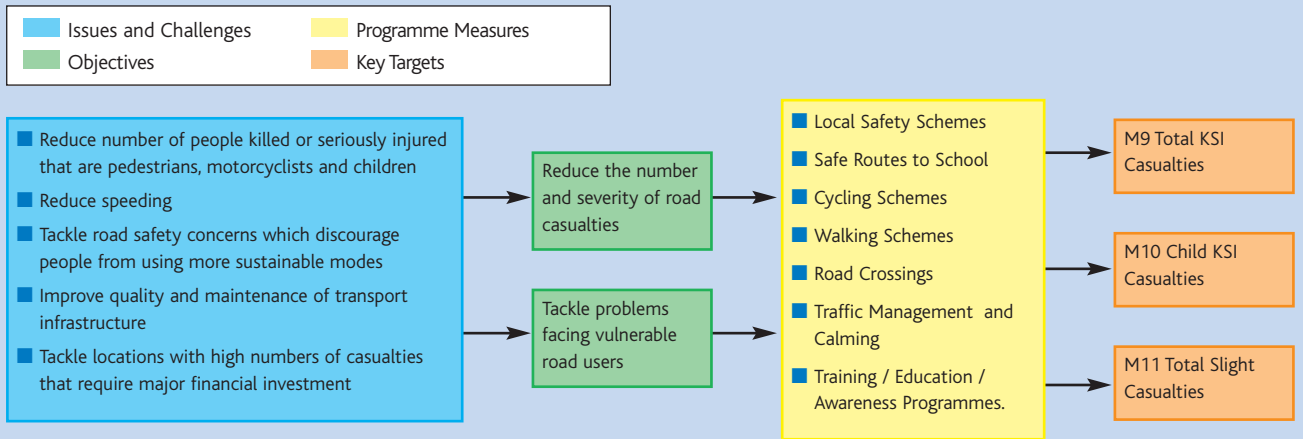 Issues and Challenges
Programme Measures
Objectives
Key Targets
Reduce number of people killed or seriously injured
that are pedestrians, motorcyclists and children
Reduce speeding
Tackle road safety concerns which discourage
people from using more sustainable modes
Improve quality and maintenance of transport
infrastructure
Tackle locations with high numbers of casualties
that require major financial investment
Reduce the number
and severity of road
casualties
Tackle problems
facing vulnerable
road users
Local Safety Schemes
Safe Routes to School
Cycling Schemes
Walking Schemes
Road Crossings
Traffic Management and
Calming
Training / Education /
Awareness Programmes.
M9 Total KSI
Casualties
M10 Child KSI
Casualties
M11 Total Slight
Casualties